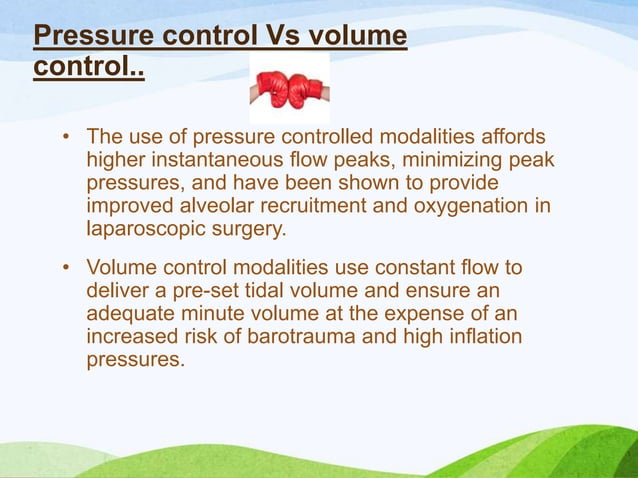 Pressure control Vs volume
control..
• The use of pressure controlled modalities affords
higher instantaneous flow peaks, minimizing peak
pressures, and have been shown to provide
improved alveolar recruitment and oxygenation in
laparoscopic surgery.
• Volume control modalities use constant flow to
deliver a pre-set tidal volume and ensure an
adequate minute volume at the expense of an
increased risk of barotrauma and high inflation
pressures.